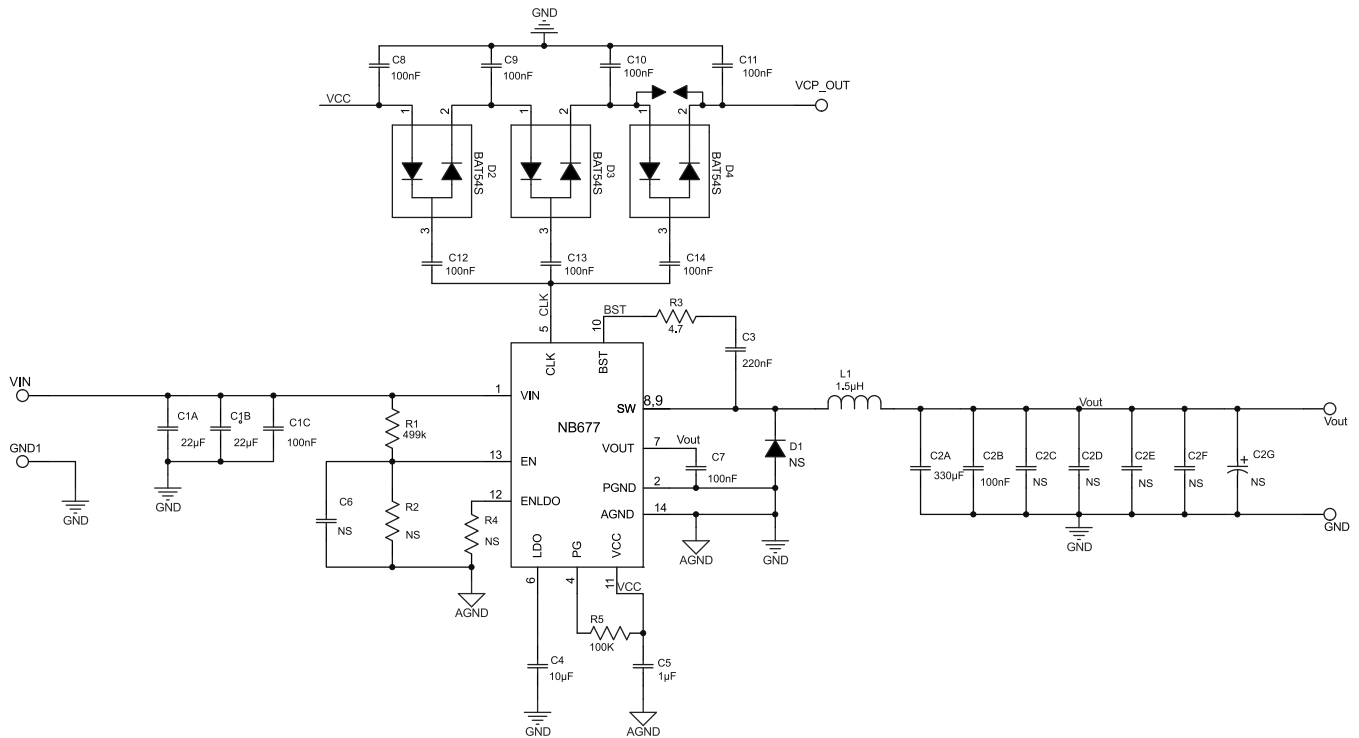 GND
C8
100nF
C9
100nF
C10
100nF
C11
100nF
VCC
VCP_OUT
1
2
1
2
1
2
D2
BAT54S
D3
BAT54S
D4
BAT54S
3
3
3
C12
100nF
C13
100nF
C14
100nF
CLK
5
BST
10
R3
4.7
C3
220nF
CLK
BST
VIN
1
VIN
C1A
22µF
C1B
22µF
C1C
100nF
R1
499k
GND1
GND
GND
13
EN
12
ENLDO
C6
NS
R2
NS
R4
NS
AGND
NB677
SW
8,9
VOUT
7
Vout
C7
100nF
PGND
2
AGND
14
D1
NS
AGND
GND
L1
1.5µH
Vout
Vout
C2A
330µF
C2B
100nF
C2C
NS
C2D
NS
C2E
NS
C2F
NS
+
C2G
NS
GND
GND
LDO
PG
VCC
6
4
11
VCC
R5
100K
C4
10µF
C5
1µF
GND
AGND